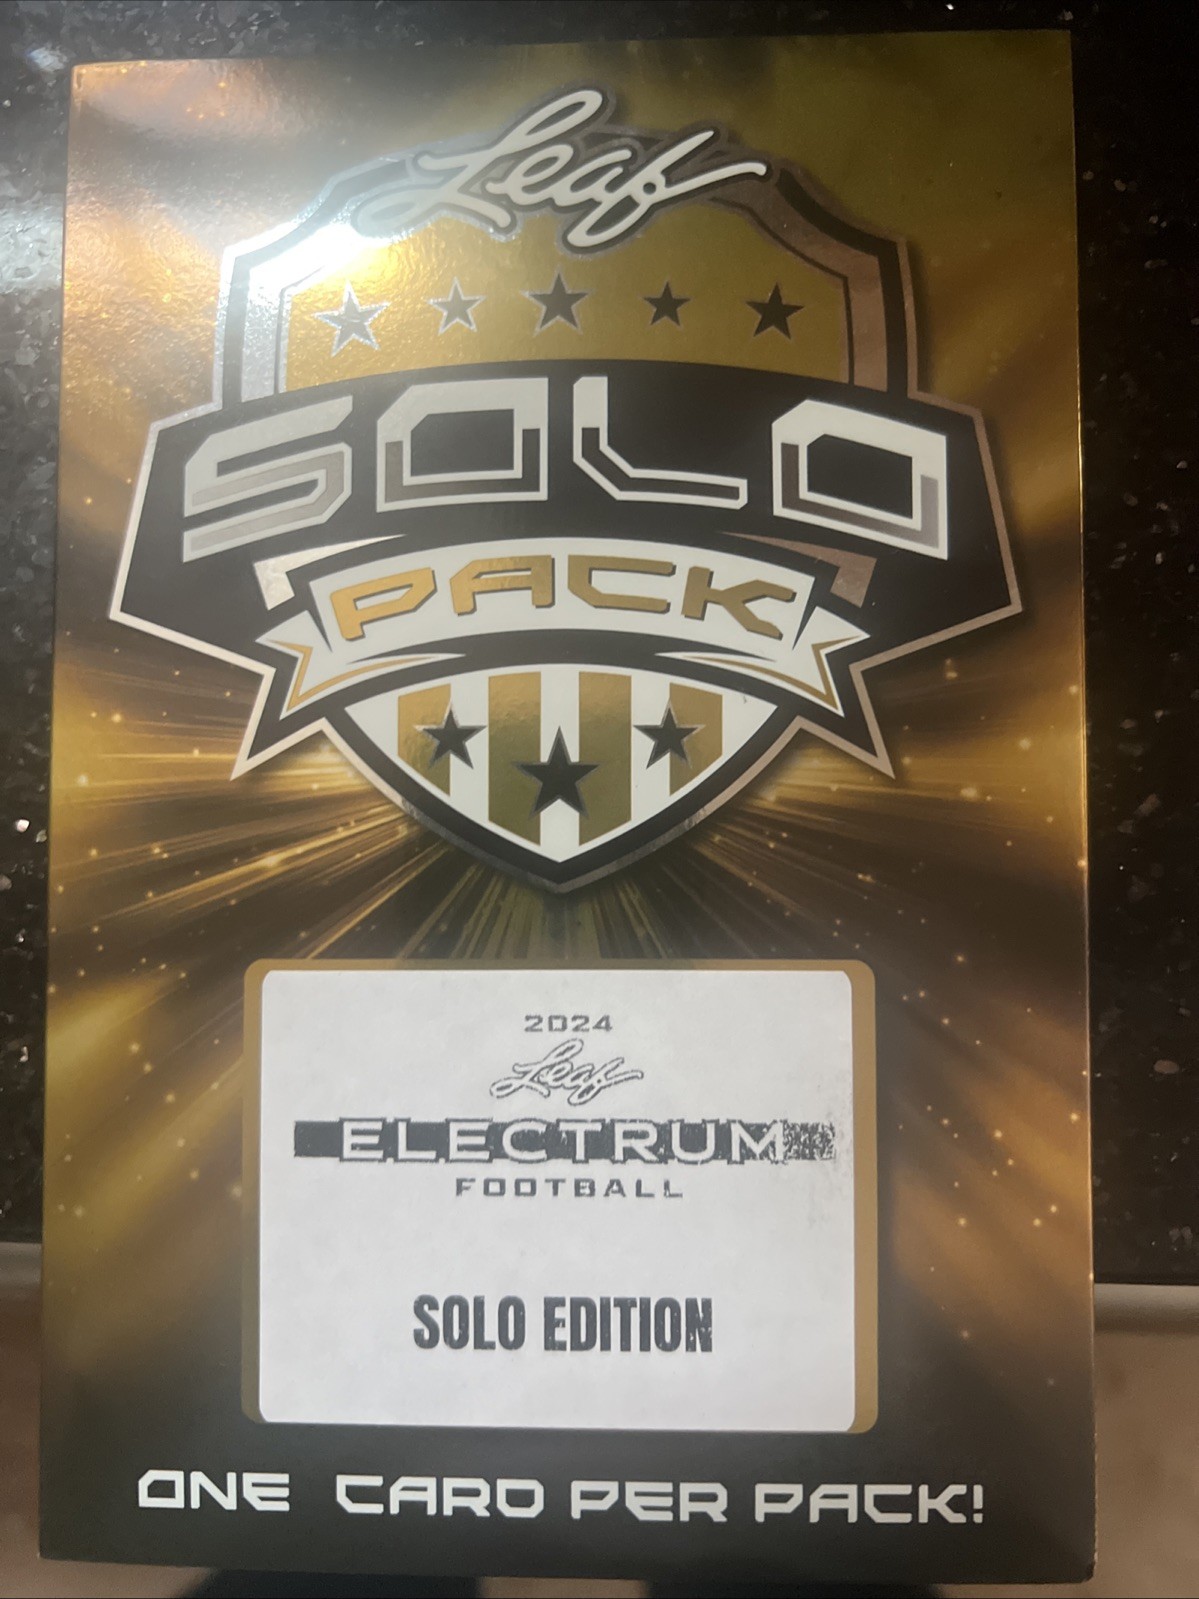 Leaf
SOLO
PACK
2024
Leaf
ELECTRUM
FOOTBALL
SOLO EDITION
ONE CARD PER PACK!